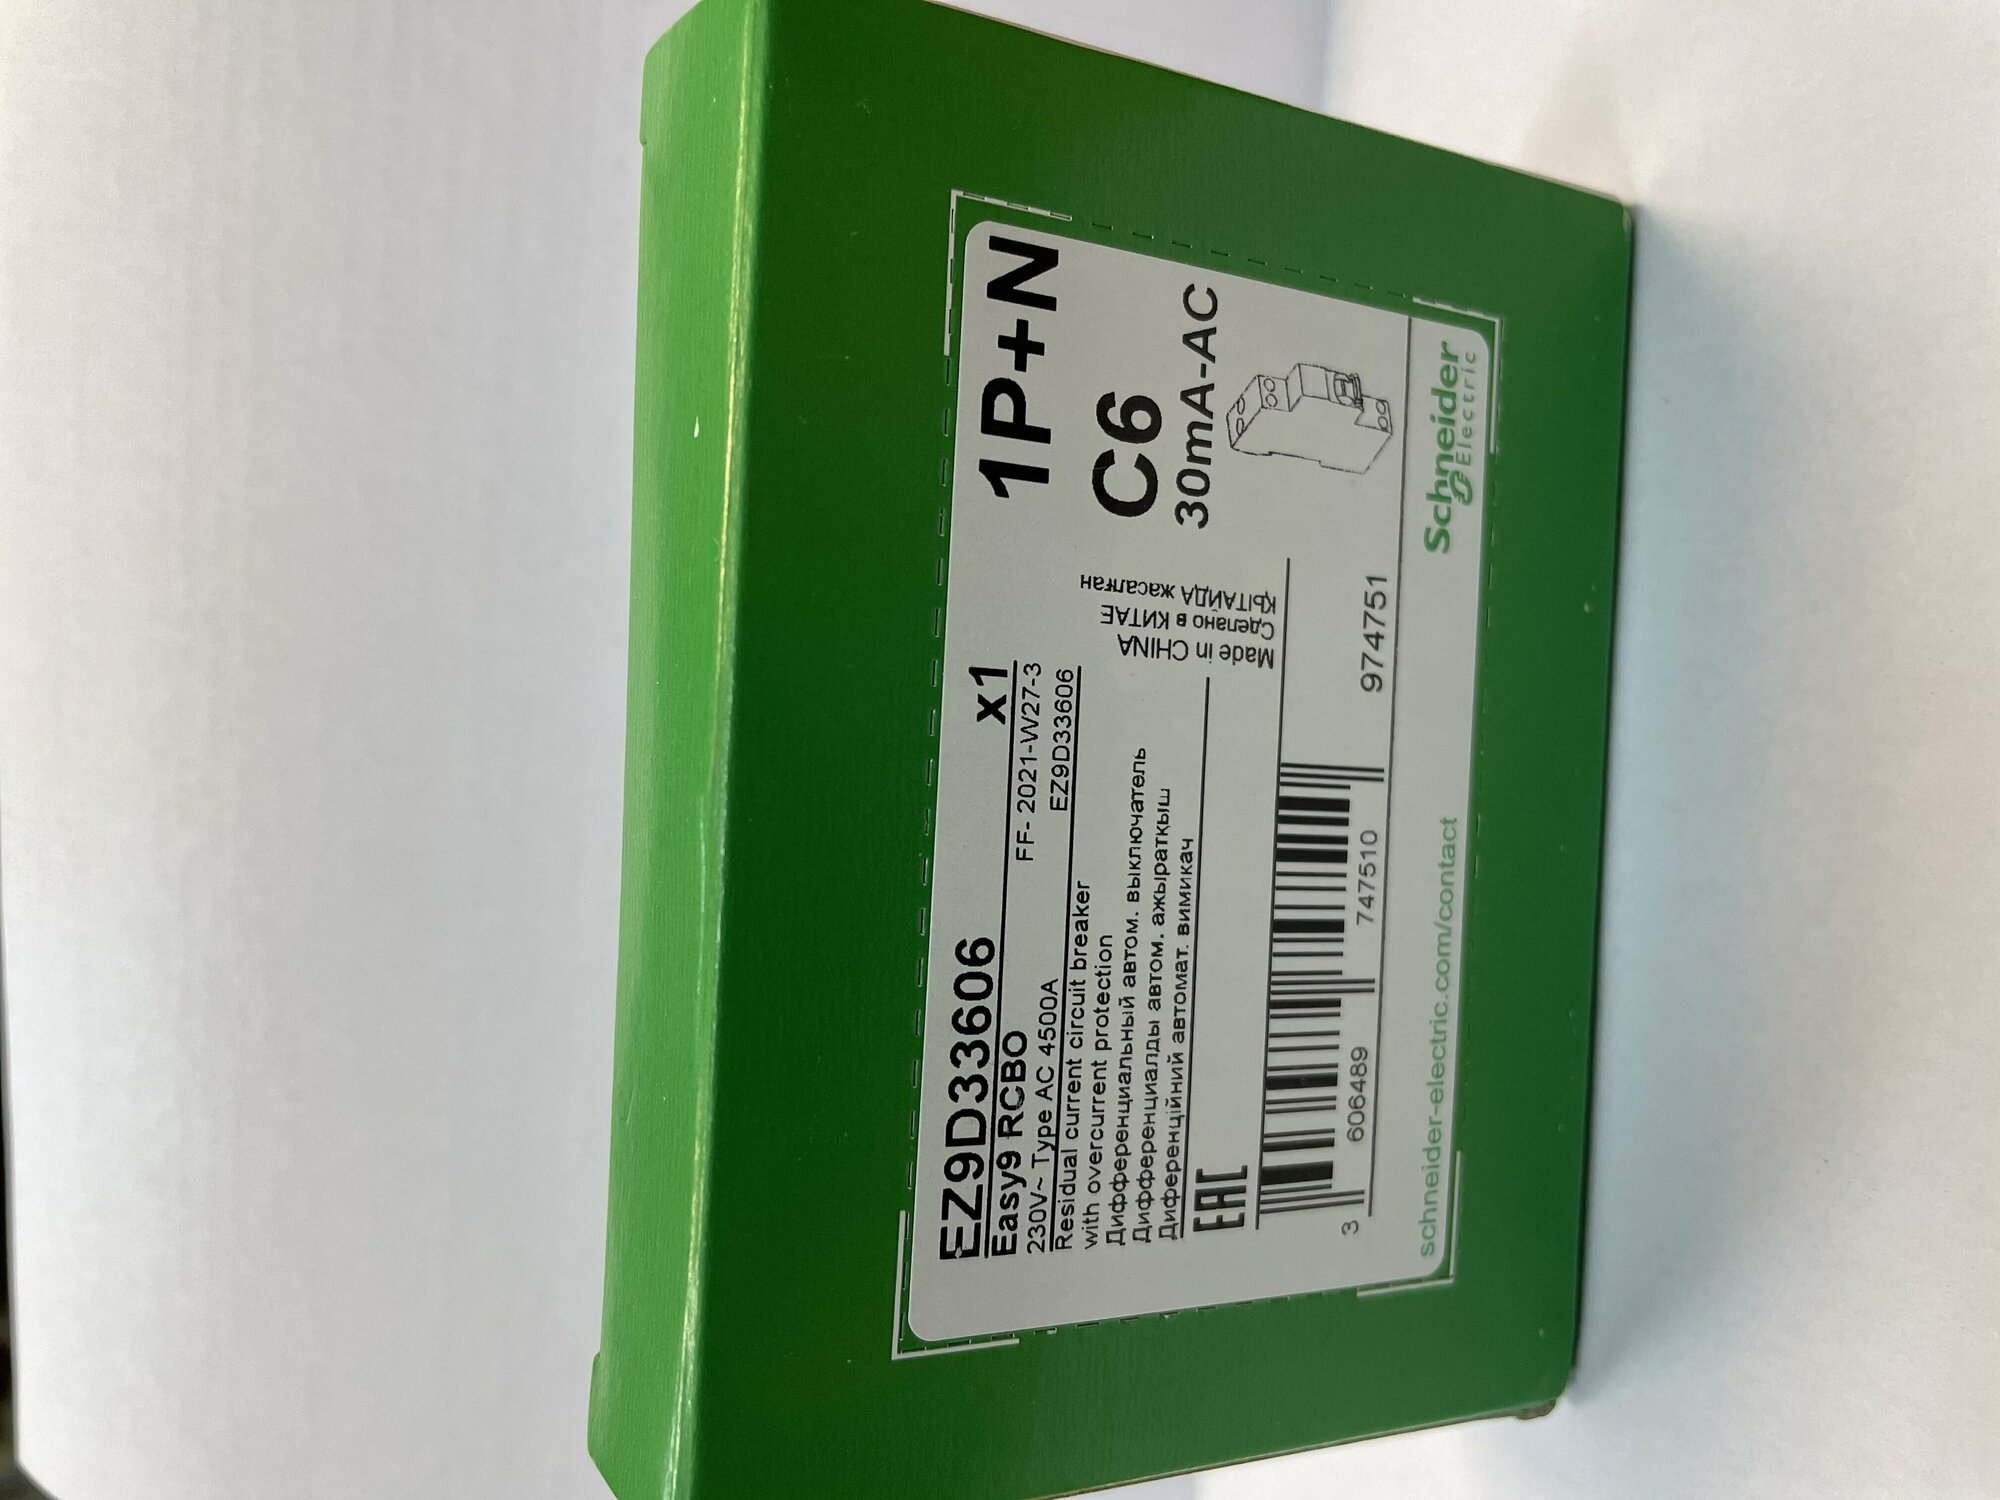 EZ9D33606 x1
Easy9 RCBO
230V~ Type AC 4500A
FF- 2021-W27-3
EZ9D33606
Residual current circuit breaker
with overcurrent protection
Дифференциальный автом. выключатель
Дифференциалды автом. ажыратқыш
Диференційний автомат. вимикач
EAC
Made in CHINA
Сделано в КИТАЕ
ҚЫТАЙДА жасалған
1P+N
C6
30mA-AC
3 606489 747510 974751
schneider-electric.com/contact
Schneider
Electric